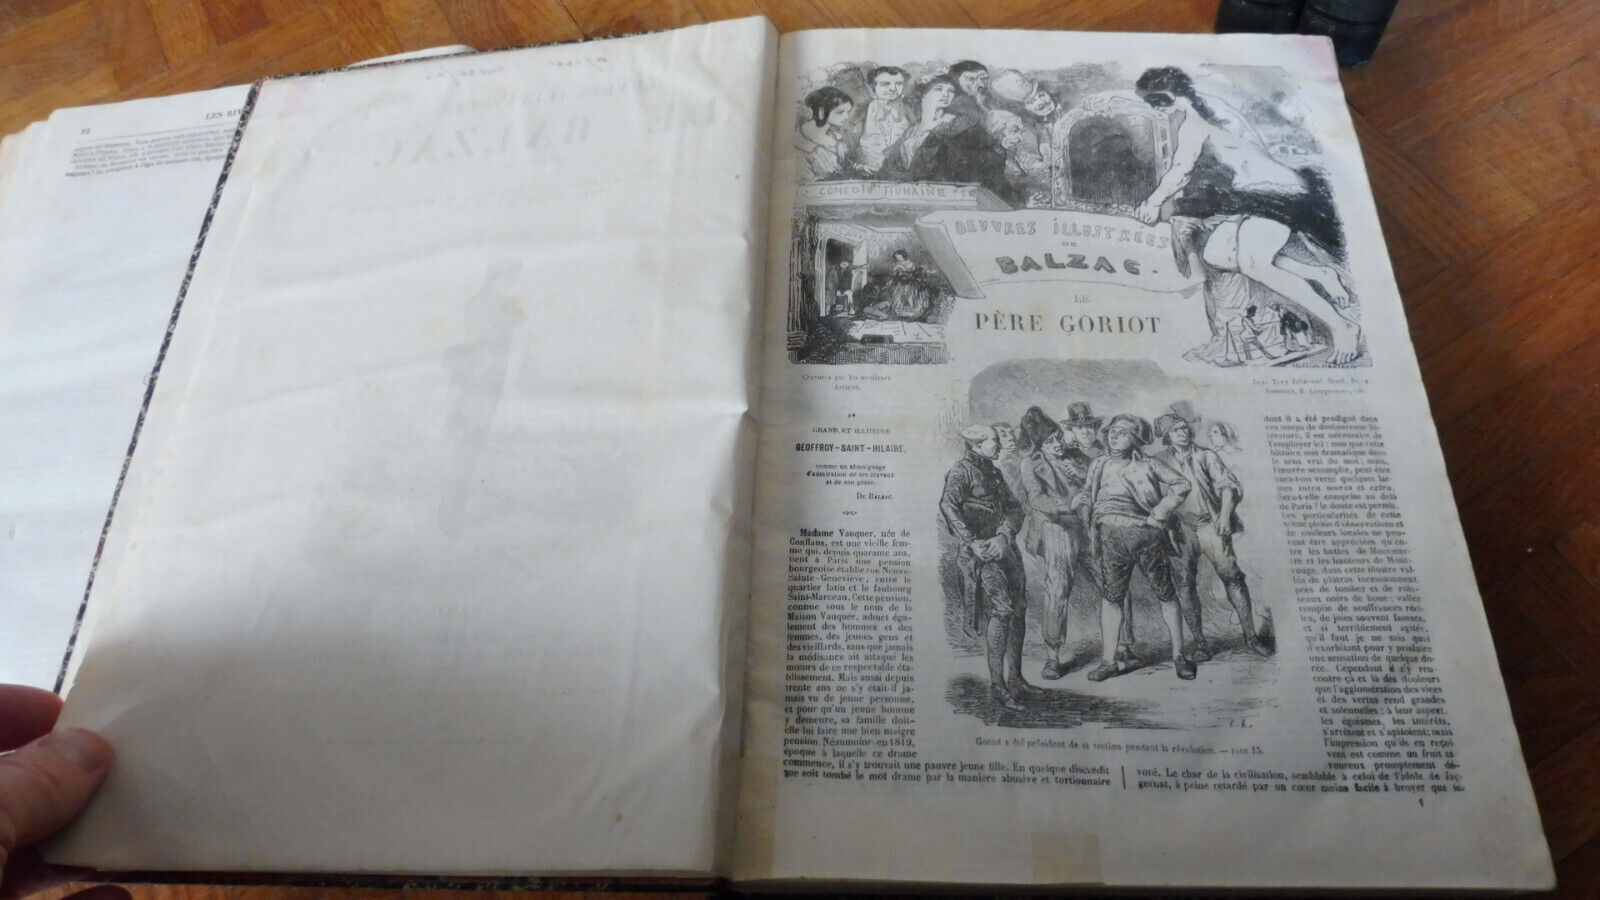 52
LES RIV
COMEDIE HUMAINE
OEUVRES ILLUSTRÉES
DE
BALZAC.
LE
PÈRE GORIOT
Gravures par les meilleurs
Artistes.
AU
GRAND ET ILLUSTRE
GEOFFROY-SAINT-HILAIRE,
comme un témoignage
d'admiration de ses travaux
et de son génie.
De Balzac.
Madame Vauquer, née de
Conflans, est une vieille fem-
me qui, depuis quarante ans,
tient à Paris une pension
bourgeoise établie rue Neuve-
Sainte-Geneviève, entre le
quartier latin et le faubourg
Saint-Marceau. Cette pension,
connue sous le nom de la
Maison Vauquer, admet éga-
lement des hommes et des
femmes, des jeunes gens et
des vieillards, sans que jamais
la médisance ait attaqué les
mœurs de ce respectable éta-
blissement. Mais aussi depuis
trente ans ne s'y était-il ja-
mais vu de jeune personne,
et pour qu'un jeune homme
y demeure, sa famille doit-
elle lui faire une bien maigre
pension. Néanmoins en 1819,
époque à laquelle ce drame
commence, il s'y trouvait une pauvre jeune fille. En quelque discrédit
que soit tombé le mot drame par la manière abusive et tortionnaire
Goriot a été président de sa section pendant la révolution. — PAGE 15.
dont il a été prodigué dans
ces temps de douloureuse lit-
térature, il est nécessaire de
l'employer ici : non que cette
histoire soit dramatique dans
le sens vrai du mot ; mais,
l'œuvre accomplie, peut-être
aura-t-on versé quelques lar-
mes intra muros et extra.
Sera-t-elle comprise au delà
de Paris ? le doute est permis.
Les particularités de cette
scène pleine d'observations et
de couleurs locales ne peu-
vent être appréciées qu'en-
tre les buttes de Montmar-
tre et les hauteurs de Mont-
rouge, dans cette illustre val-
lée de plâtras incessamment
près de tomber et de ruis-
seaux noirs de boue ; vallée
remplie de souffrances réel-
les, de joies souvent fausses,
et si terriblement agitée,
qu'il faut je ne sais quoi
d'exorbitant pour y produire
une sensation de quelque du-
rée. Cependant il s'y ren-
contre çà et là des douleurs
que l'agglomération des vices
et des vertus rend grandes
et solennelles : à leur aspect,
les égoïsmes, les intérêts,
s'arrêtent et s'apitoient ; mais
l'impression qu'ils en reçoi-
vent est comme un fruit sa-
voureux promptement dé-
voré. Le char de la civilisation, semblable à celui de l'idole de Jag-
gernat, à peine retardé par un cœur moins facile à broyer que les
1